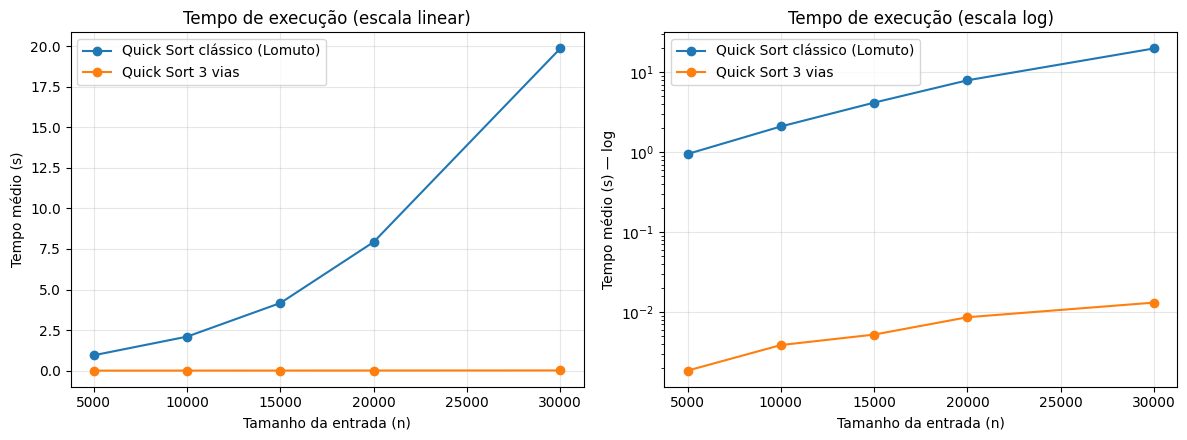 Tempo de execução (escala linear)
Quick Sort clássico (Lomuto)
Quick Sort 3 vias
Tempo médio (s)
20.0
17.5
15.0
12.5
10.0
7.5
5.0
2.5
0.0
5000 10000 15000 20000 25000 30000
Tamanho da entrada (n)
Tempo de execução (escala log)
Quick Sort clássico (Lomuto)
Quick Sort 3 vias
Tempo médio (s) — log
10¹
10⁰
10⁻¹
10⁻²
5000 10000 15000 20000 25000 30000
Tamanho da entrada (n)